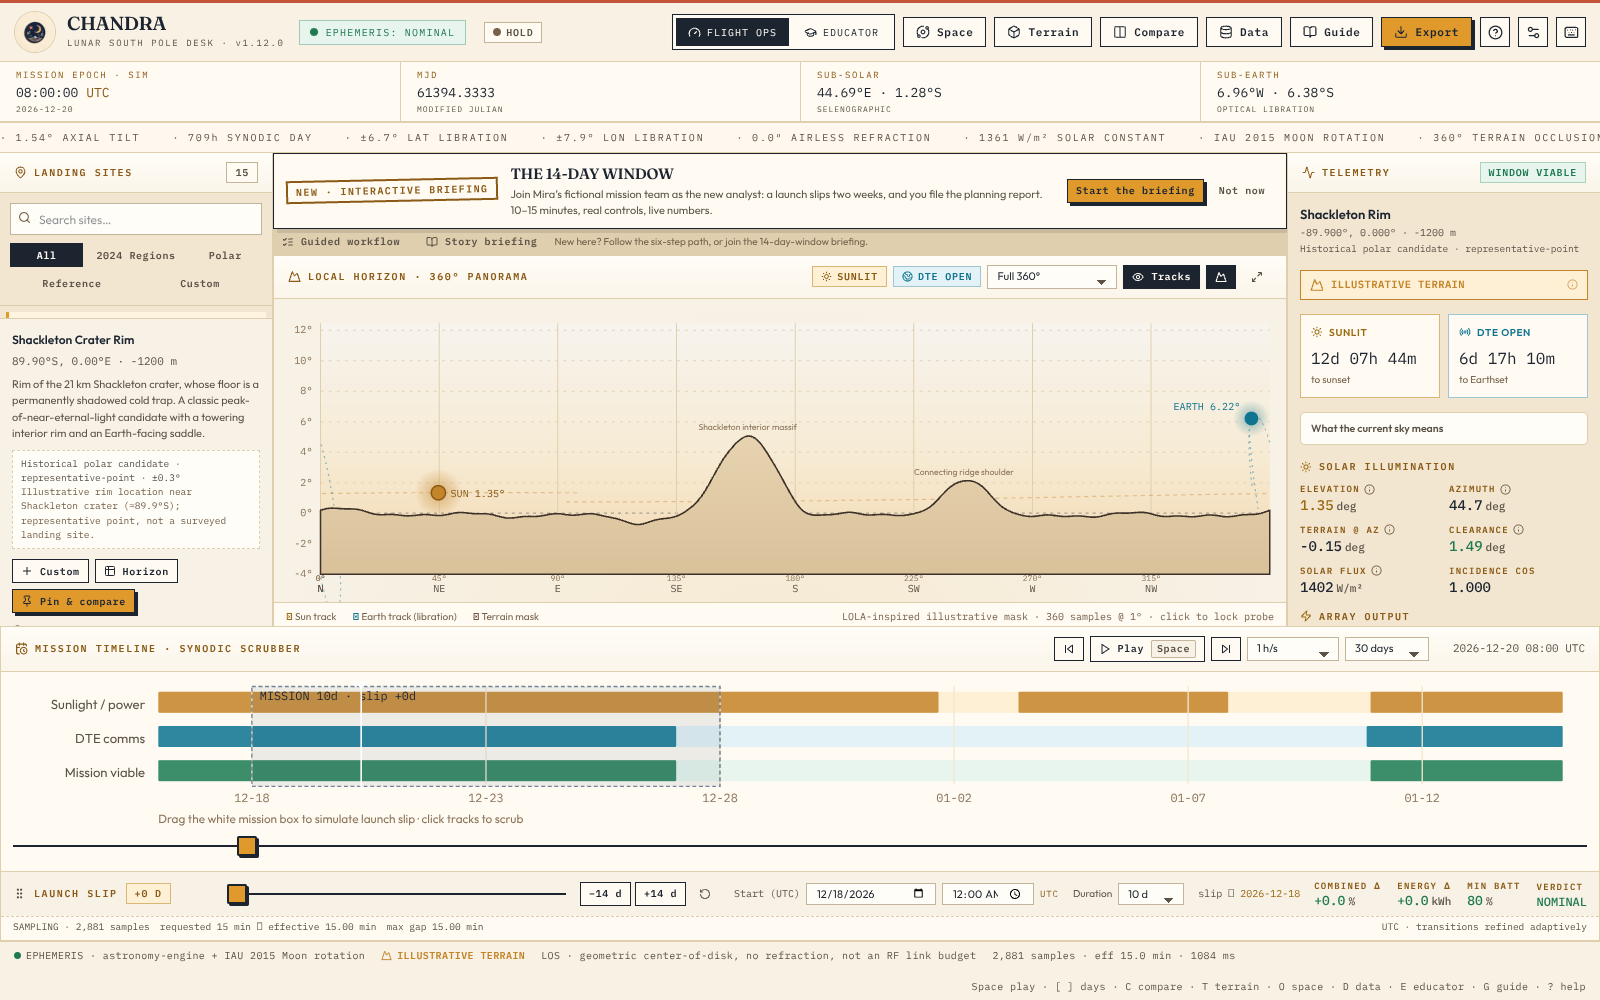 CHANDRA
LUNAR SOUTH POLE DESK · v1.12.0
EPHEMERIS: NOMINAL
HOLD
FLIGHT OPS
EDUCATOR
Space
Terrain
Compare
Data
Guide
Export
MISSION EPOCH · SIM
08:00:00 UTC
2026-12-20
MJD
61394.3333
MODIFIED JULIAN
SUB-SOLAR
44.69°E · 1.28°S
SELENOGRAPHIC
SUB-EARTH
6.96°W · 6.38°S
OPTICAL LIBRATION
· 1.54° AXIAL TILT · 709h SYNODIC DAY · ±6.7° LAT LIBRATION · ±7.9° LON LIBRATION · 0.0° AIRLESS REFRACTION · 1361 W/m² SOLAR CONSTANT · IAU 2015 MOON ROTATION · 360° TERRAIN OCCLUSION
LANDING SITES
15
Search sites…
All
2024 Regions
Polar
Reference
Custom
Shackleton Crater Rim
89.90°S, 0.00°E · -1200 m
Rim of the 21 km Shackleton crater, whose floor is a
permanently shadowed cold trap. A classic peak-
of-near-eternal-light candidate with a towering
interior rim and an Earth-facing saddle.
Historical polar candidate ·
representative-point · ±0.3°
Illustrative rim location near
Shackleton crater (≈89.9°S);
representative point, not a surveyed
landing site.
Custom
Horizon
Pin & compare
NEW · INTERACTIVE BRIEFING
THE 14-DAY WINDOW
Join Mira's fictional mission team as the new analyst: a launch slips two weeks, and you file the planning report.
10–15 minutes, real controls, live numbers.
Start the briefing
Not now
Guided workflow
Story briefing
New here? Follow the six-step path, or join the 14-day-window briefing.
LOCAL HORIZON · 360° PANORAMA
SUNLIT
DTE OPEN
Full 360°
Tracks
12°
10°
8°
6°
4°
2°
0°
-2°
-4°
Shackleton interior massif
Connecting ridge shoulder
SUN 1.35°
EARTH 6.22°
0° 45° 90° 135° 180° 225° 270° 315°
N NE E SE S SW W NW
Sun track
Earth track (libration)
Terrain mask
LOLA-inspired illustrative mask · 360 samples @ 1° · click to lock probe
TELEMETRY
WINDOW VIABLE
Shackleton Rim
-89.900°, 0.000° · -1200 m
Historical polar candidate · representative-point
ILLUSTRATIVE TERRAIN
SUNLIT
12d 07h 44m
to sunset
DTE OPEN
6d 17h 10m
to Earthset
What the current sky means
SOLAR ILLUMINATION
ELEVATION
1.35 deg
AZIMUTH
44.7 deg
TERRAIN @ AZ
-0.15 deg
CLEARANCE
1.49 deg
SOLAR FLUX
1402 W/m²
INCIDENCE COS
1.000
ARRAY OUTPUT
MISSION TIMELINE · SYNODIC SCRUBBER
Play Space
1 h/s
30 days
2026-12-20 08:00 UTC
MISSION 10d · slip +0d
Sunlight / power
DTE comms
Mission viable
12-18 12-23 12-28 01-02 01-07 01-12
Drag the white mission box to simulate launch slip · click tracks to scrub
LAUNCH SLIP
+0 D
−14 d
+14 d
Start (UTC)
12/18/2026
12:00 AM
UTC
Duration
10 d
slip 2026-12-18
COMBINED Δ
+0.0 %
ENERGY Δ
+0.0 kWh
MIN BATT
80 %
VERDICT
NOMINAL
SAMPLING · 2,881 samples requested 15 min effective 15.00 min max gap 15.00 min
UTC · transitions refined adaptively
EPHEMERIS · astronomy-engine + IAU 2015 Moon rotation
ILLUSTRATIVE TERRAIN
LOS · geometric center-of-disk, no refraction, not an RF link budget
2,881 samples · eff 15.0 min · 1084 ms
Space play · [ ] days · C compare · T terrain · O space · D data · E educator · G guide · ? help